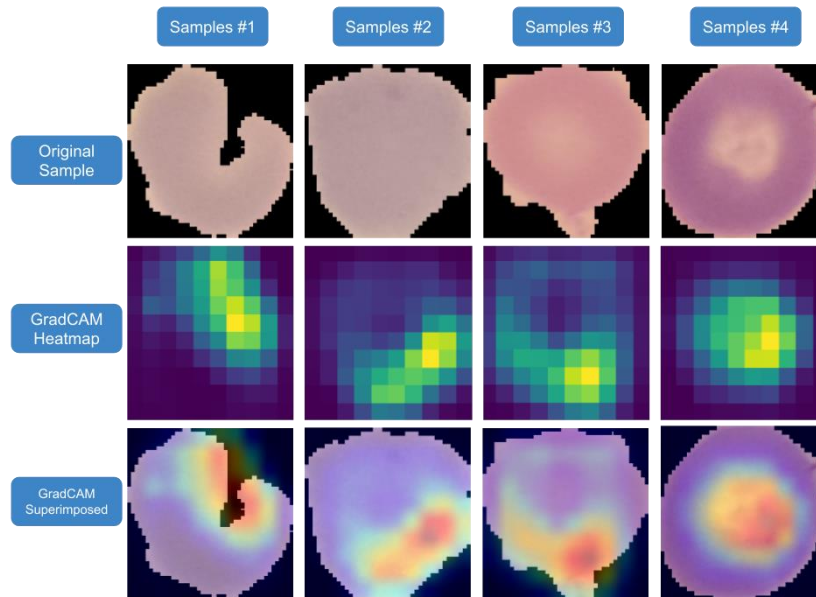 Samples #1
Samples #2
Samples #3
Samples #4
Original
Sample
GradCAM
Heatmap
GradCAM
Superimposed